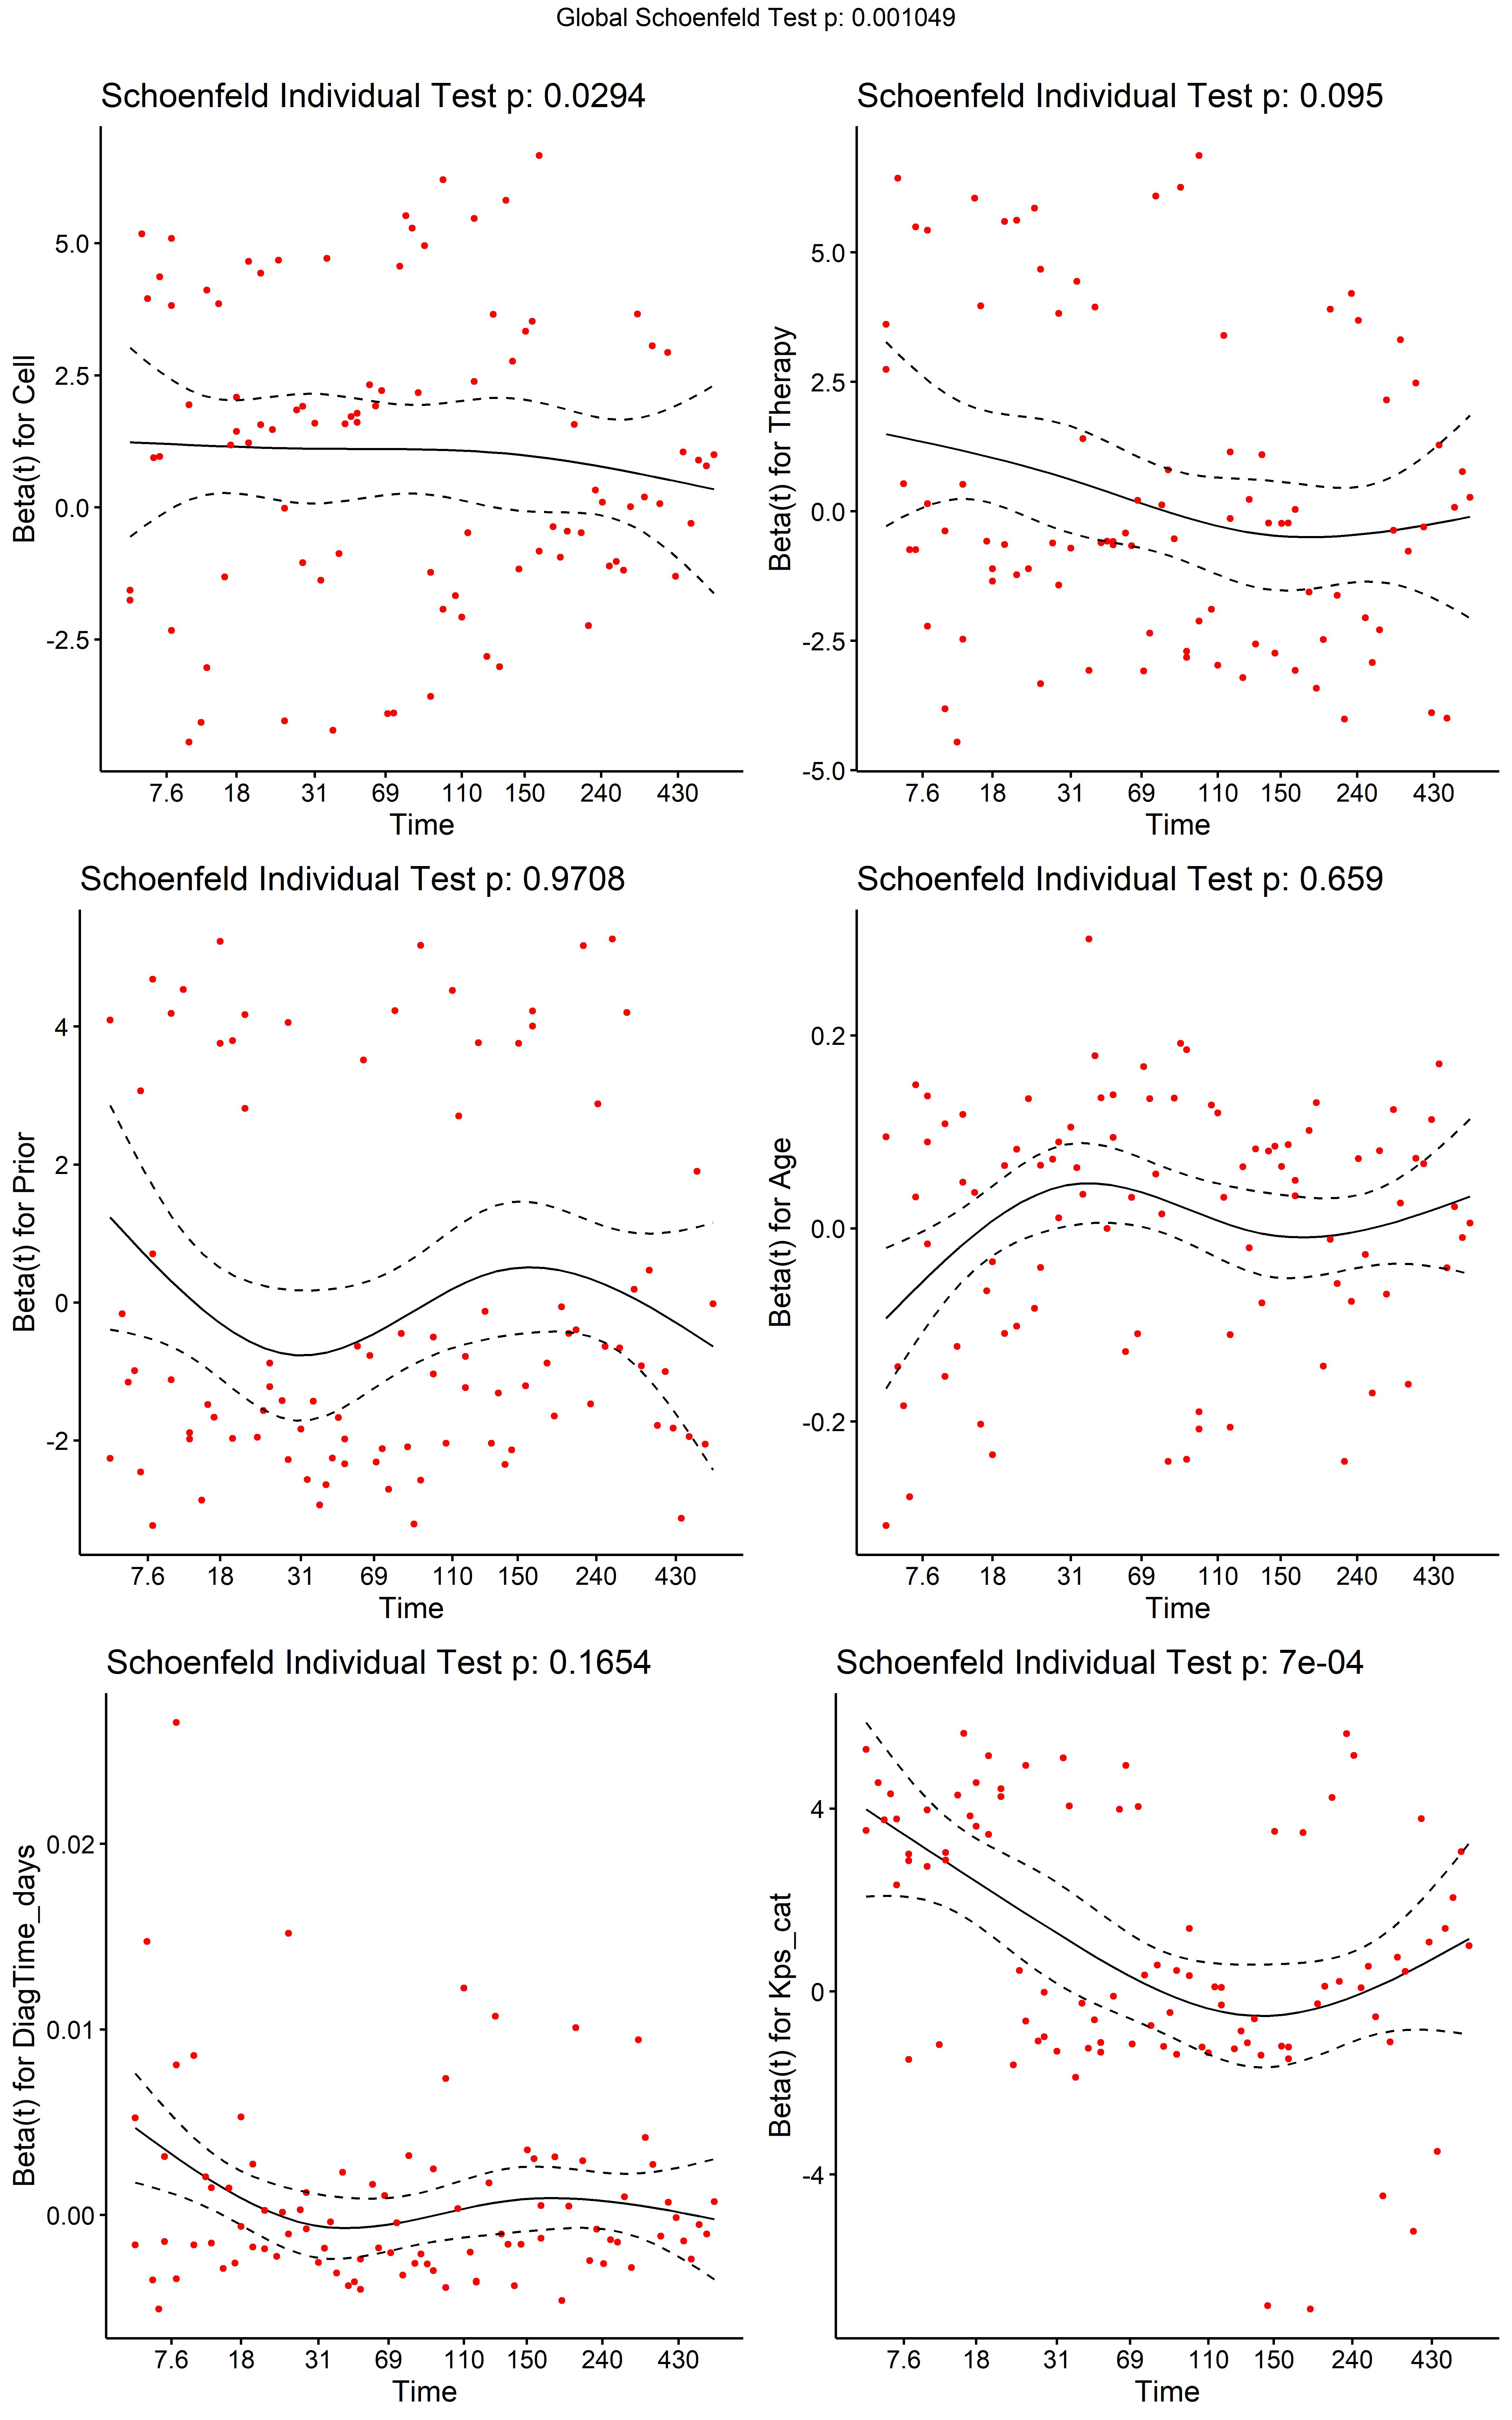 Global Schoenfeld Test p: 0.001049
Schoenfeld Individual Test p: 0.0294
Beta(t) for Cell
5.0
2.5
0.0
-2.5
7.6 18 31 69 110 150 240 430
Time
Schoenfeld Individual Test p: 0.095
Beta(t) for Therapy
5.0
2.5
0.0
-2.5
-5.0
7.6 18 31 69 110 150 240 430
Time
Schoenfeld Individual Test p: 0.9708
Beta(t) for Prior
4
2
0
-2
7.6 18 31 69 110 150 240 430
Time
Schoenfeld Individual Test p: 0.659
Beta(t) for Age
0.2
0.0
-0.2
7.6 18 31 69 110 150 240 430
Time
Schoenfeld Individual Test p: 0.1654
Beta(t) for DiagTime_days
0.02
0.01
0.00
7.6 18 31 69 110 150 240 430
Time
Schoenfeld Individual Test p: 7e-04
Beta(t) for Kps_cat
4
0
-4
7.6 18 31 69 110 150 240 430
Time